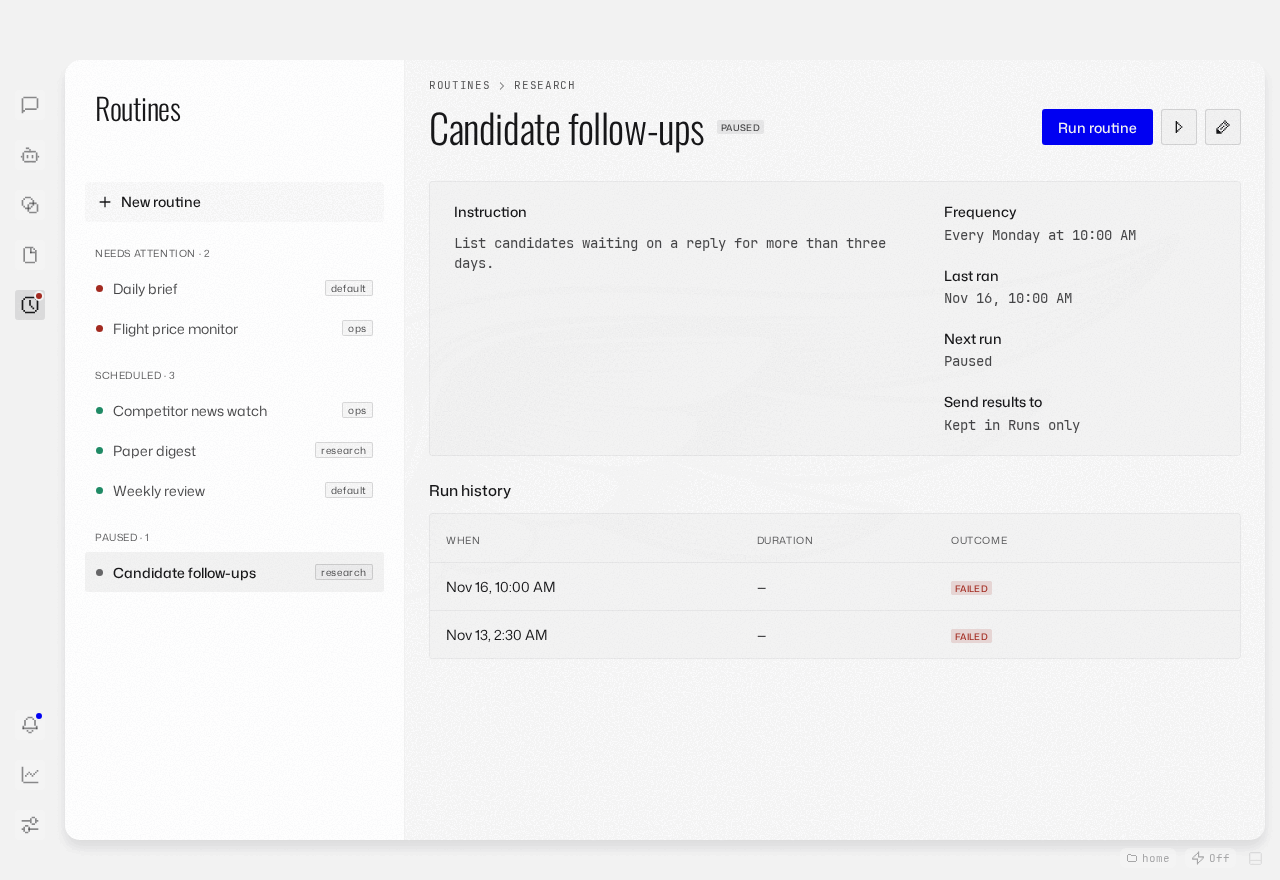 Routines
New routine
NEEDS ATTENTION · 2
Daily brief default
Flight price monitor ops
SCHEDULED · 3
Competitor news watch ops
Paper digest research
Weekly review default
PAUSED · 1
Candidate follow-ups research
ROUTINES > RESEARCH
Candidate follow-ups PAUSED
Run routine
Instruction
List candidates waiting on a reply for more than three
days.
Frequency
Every Monday at 10:00 AM
Last ran
Nov 16, 10:00 AM
Next run
Paused
Send results to
Kept in Runs only
Run history
WHEN DURATION OUTCOME
Nov 16, 10:00 AM — FAILED
Nov 13, 2:30 AM — FAILED
home Off